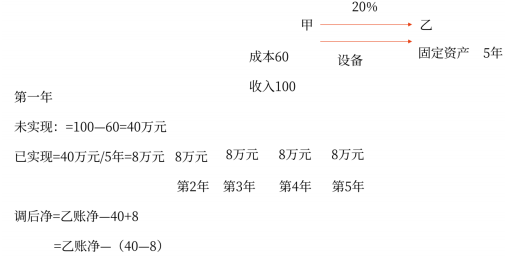 20%
甲 乙
成本60 设备 固定资产 5年
收入100
第一年
未实现：=100—60=40万元
已实现=40万元/5年=8万元 8万元 8万元 8万元 8万元
第2年 第3年 第4年 第5年
调后净=乙账净—40+8
=乙账净—（40—8）